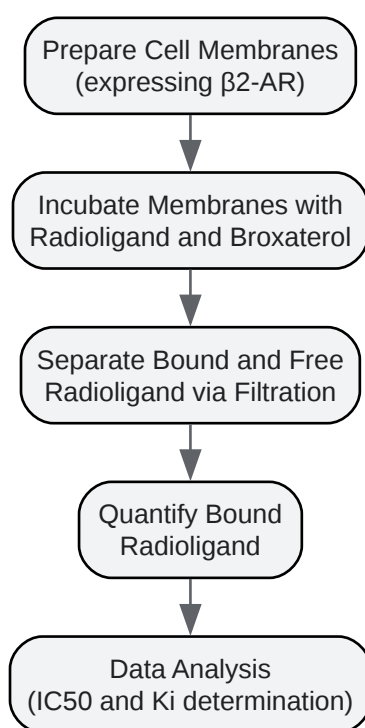 Prepare Cell Membranes
(expressing β2-AR)
Incubate Membranes with
Radioligand and Broxaterol
Separate Bound and Free
Radioligand via Filtration
Quantify Bound
Radioligand
Data Analysis
(IC50 and Ki determination)